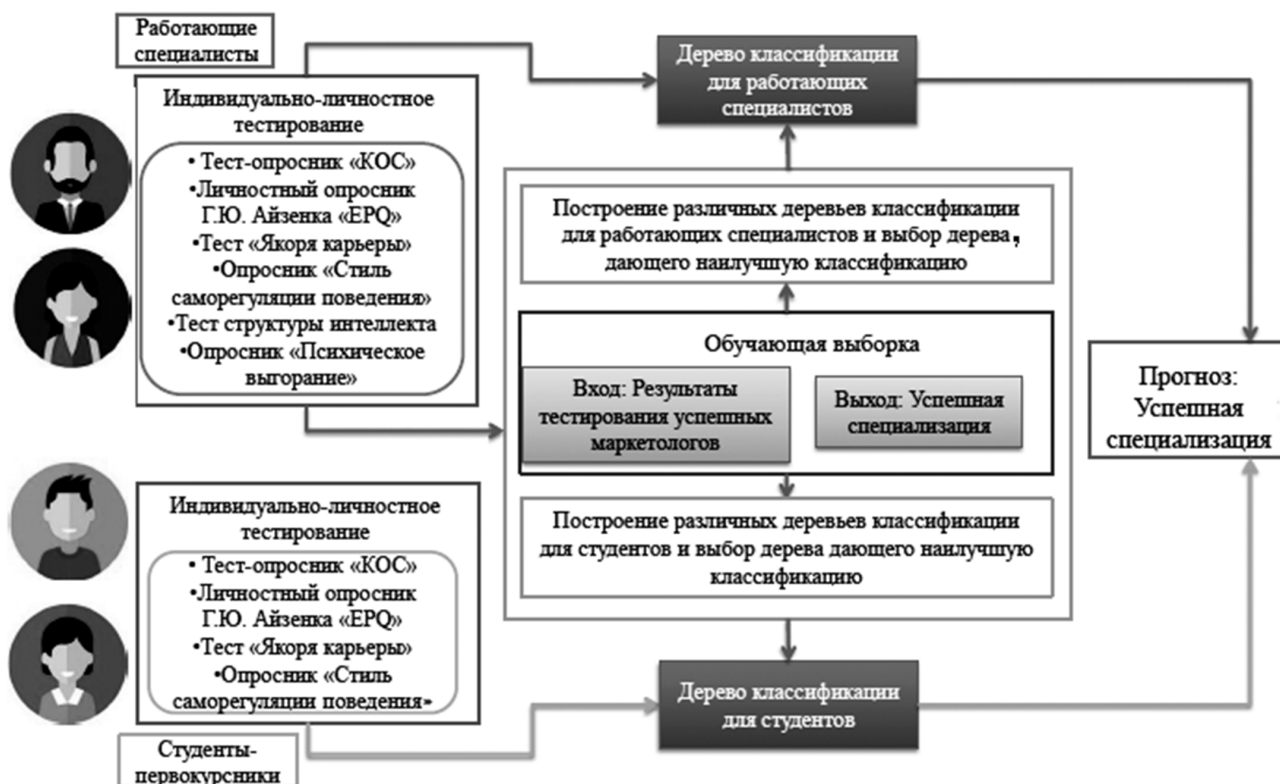 Работающие
специалисты
Индивидуально-личностное
тестирование
• Тест-опросник «КОС»
•Личностный опросник
Г.Ю. Айзенка «EPQ»
•Тест «Якоря карьеры»
•Опросник «Стиль
саморегуляции поведения»
•Тест структуры интеллекта
•Опросник «Психическое
выгорание»
Индивидуально-личностное
тестирование
• Тест-опросник «КОС»
•Личностный опросник
Г.Ю. Айзенка «EPQ»
•Тест «Якоря карьеры»
•Опросник «Стиль
саморегуляции поведения»
Студенты-
первокурсники
Дерево классификации
для работающих
специалистов
Построение различных деревьев классификации
для работающих специалистов и выбор дерева,
дающего наилучшую классификацию
Обучающая выборка
Вход: Результаты
тестирования успешных
маркетологов
Выход: Успешная
специализация
Построение различных деревьев классификации
для студентов и выбор дерева дающего наилучшую
классификацию
Дерево классификации
для студентов
Прогноз:
Успешная
специализация